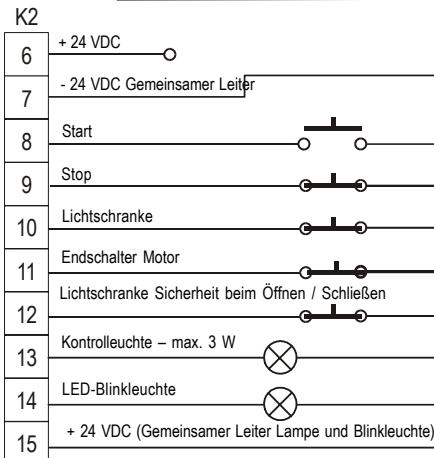 K2
6 + 24 VDC
7 - 24 VDC Gemeinsamer Leiter
8 Start
9 Stop
10 Lichtschranke
11 Endschalter Motor
12 Lichtschranke Sicherheit beim Öffnen / Schließen
13 Kontrolleuchte – max. 3 W
14 LED-Blinkleuchte
15 + 24 VDC (Gemeinsamer Leiter Lampe und Blinkleuchte)